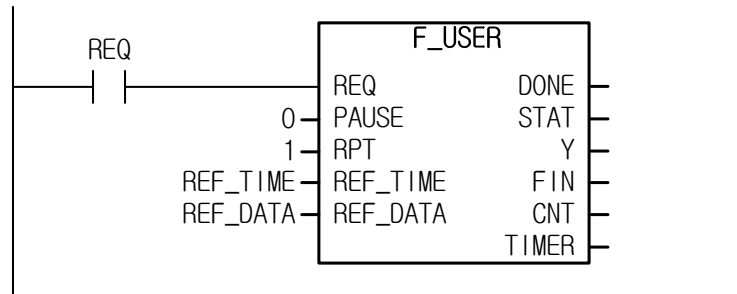 F_USER
REQ
REQ DONE
0 PAUSE STAT
1 RPT Y
REF_TIME REF_TIME FIN
REF_DATA REF_DATA CNT
TIMER